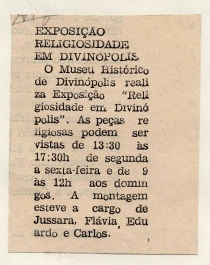 EXPOSIÇÃO
RELIGIOSIDADE
EM DIVINÓPOLIS
O Museu Histórico
de Divinópolis reali
za Exposição "Reli
giosidade em Divinó
polis". As peças re
ligiosas podem ser
vistas de 13:30 às
17:30h de segunda
a sexta-feira e de 9
às 12h aos domin
gos. A montagem
esteve a cargo de
Jussara, Flávia, Edu
ardo e Carlos.